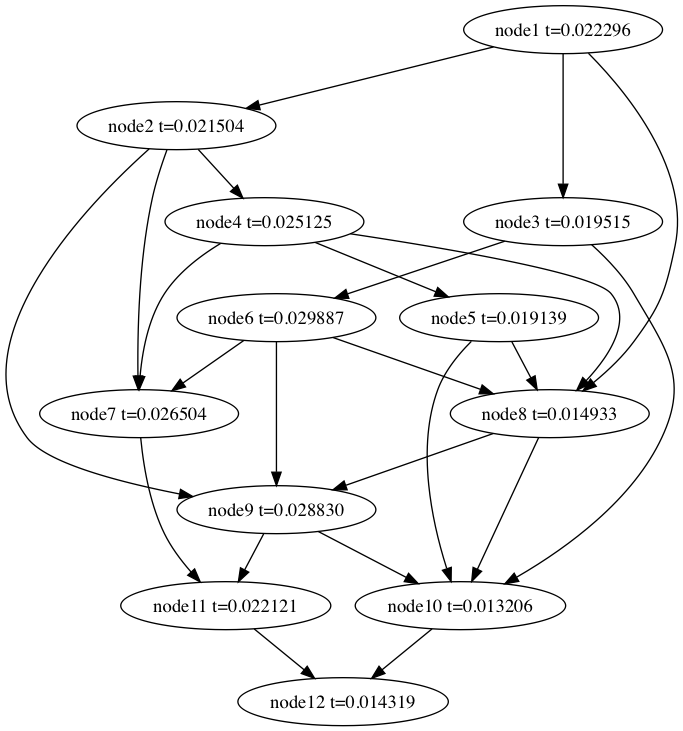 node1 t=0.022296
node2 t=0.021504
node4 t=0.025125
node3 t=0.019515
node6 t=0.029887
node5 t=0.019139
node7 t=0.026504
node8 t=0.014933
node9 t=0.028830
node11 t=0.022121
node10 t=0.013206
node12 t=0.014319